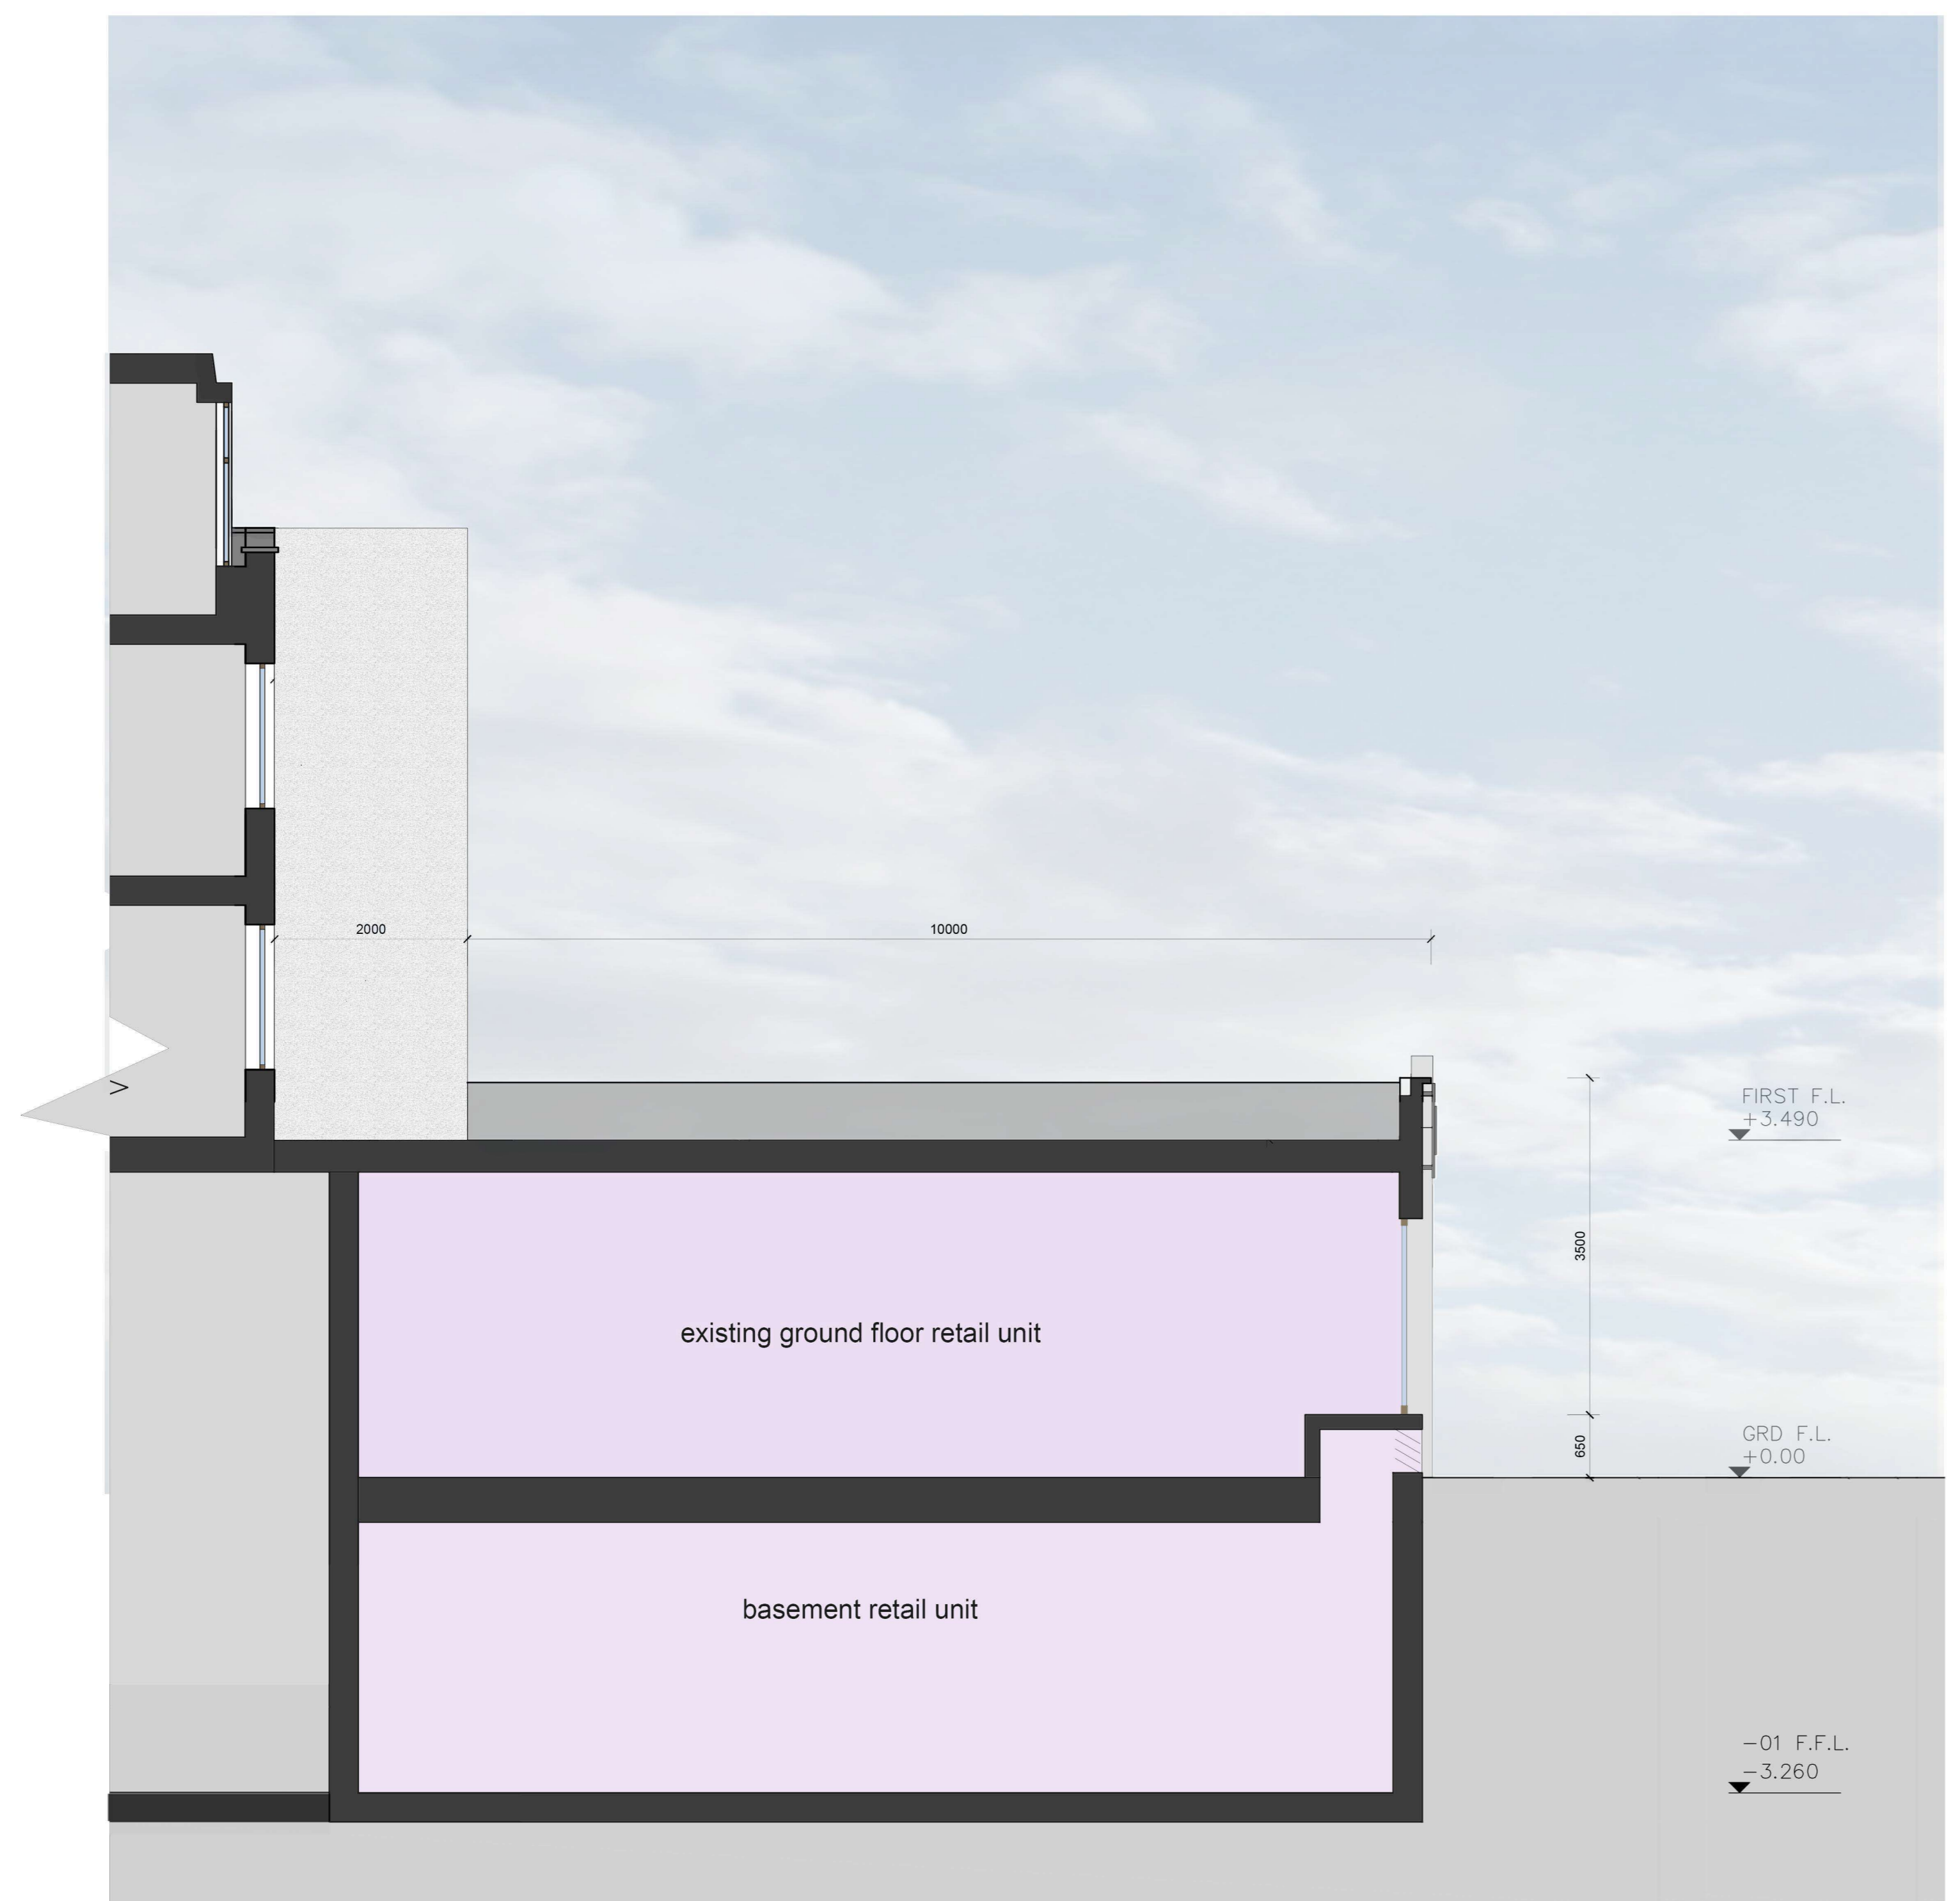 2000
10000
FIRST F.L.
+3.490
3500
existing ground floor retail unit
GRD F.L.
+0.00
650
basement retail unit
-01 F.F.L.
-3.260